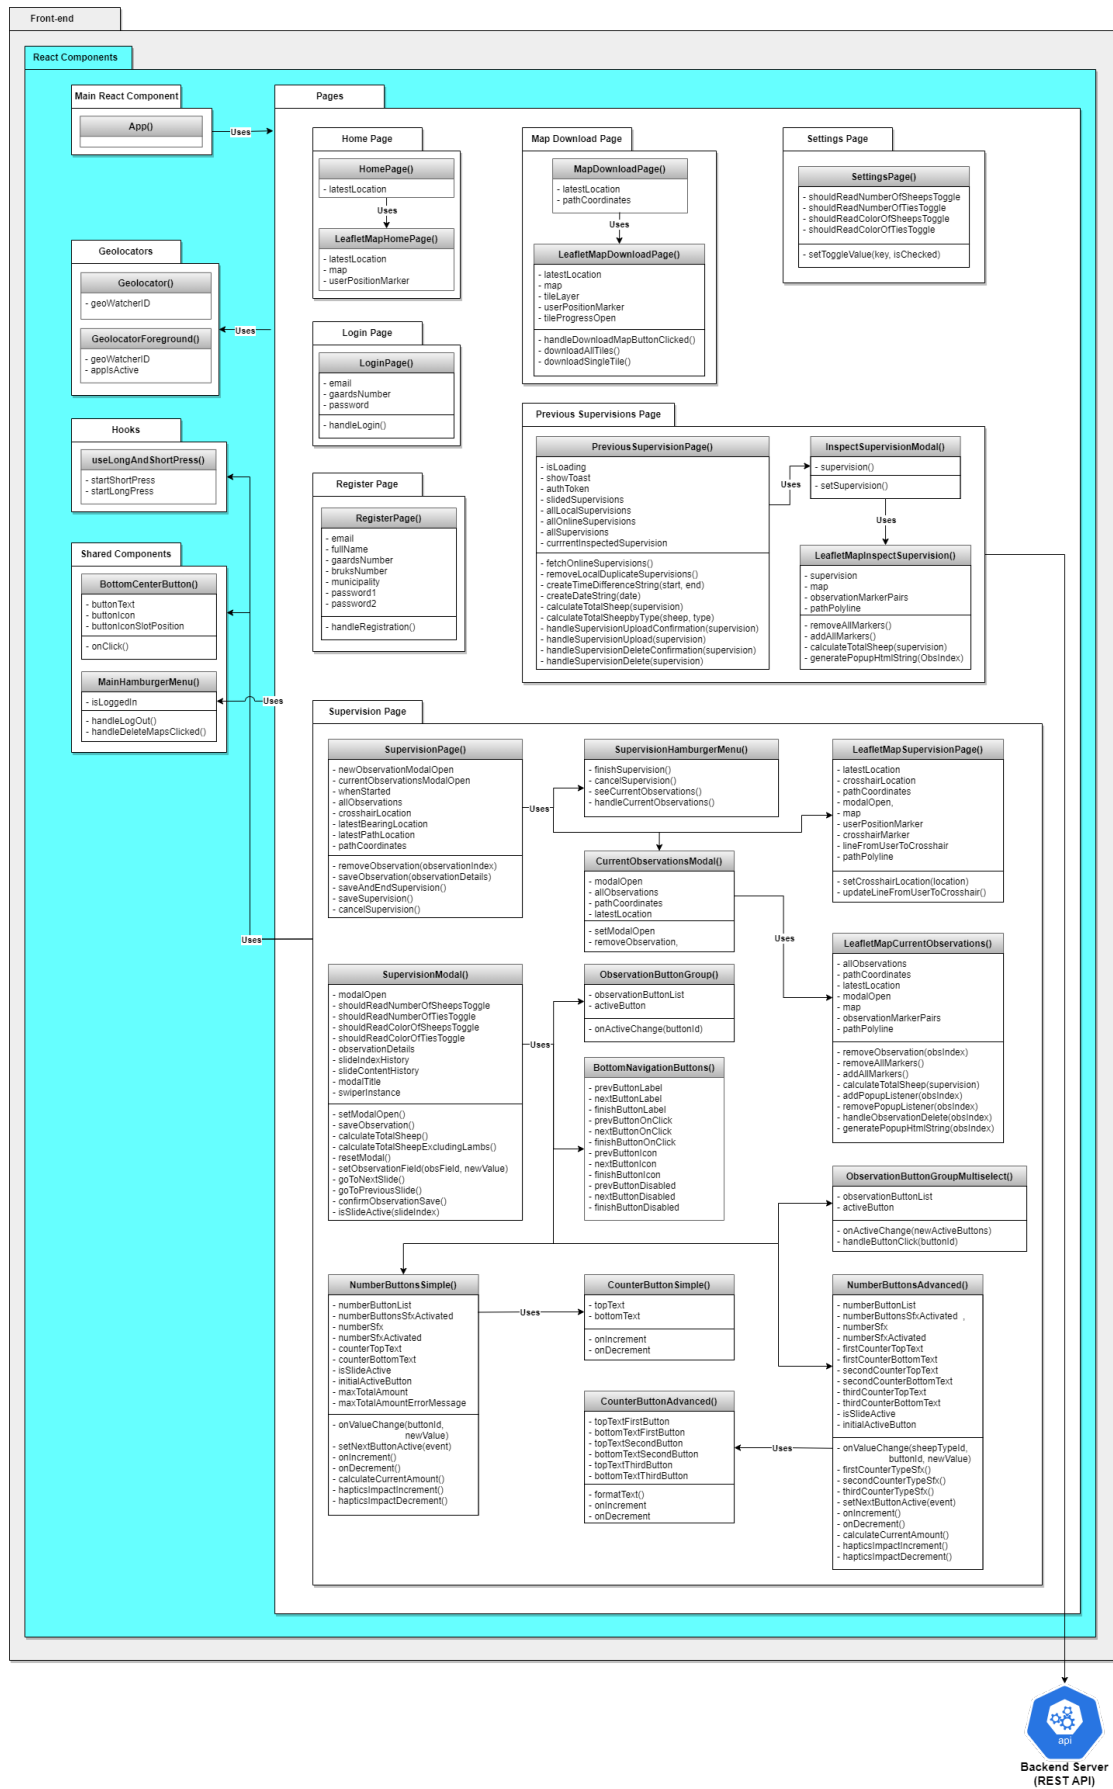 Front-end
React Components
Main React Component
App()
Uses
Pages
Home Page
HomePage()
- latestLocation
Uses
LeafletMapHomePage()
- latestLocation
- map
- userPositionMarker
Map Download Page
MapDownloadPage()
- latestLocation
- pathCoordinates
Uses
LeafletMapDownloadPage()
- latestLocation
- map
- tileLayer
- userPositionMarker
- tileProgressOpen
- handleDownloadMapButtonClicked()
- downloadAllTiles()
- downloadSingleTile()
Settings Page
SettingsPage()
- shouldReadNumberOfSheepsToggle
- shouldReadNumberOfTiesToggle
- shouldReadColorOfSheepsToggle
- shouldReadColorOfTiesToggle
- setToggleValue(key, isChecked)
Geolocators
Geolocator()
- geoWatcherID
GeolocatorForeground()
- geoWatcherID
- appIsActive
Uses
Login Page
LoginPage()
- email
- gaardsNumber
- password
- handleLogin()
Hooks
useLongAndShortPress()
- startShortPress
- startLongPress
Register Page
RegisterPage()
- email
- fullName
- gaardsNumber
- bruksNumber
- municipality
- password1
- password2
- handleRegistration()
Previous Supervisions Page
PreviousSupervisionPage()
- isLoading
- showToast
- authToken
- slidedSupervisions
- allLocalSupervisions
- allOnlineSupervisions
- allSupervisions
- currrentInspectedSupervision
- fetchOnlineSupervisions()
- removeLocalDuplicateSupervisions()
- createTimeDifferenceString(start, end)
- createDateString(date)
- calculateTotalSheep(supervision)
- calculateTotalSheepbyType(sheep, type)
- handleSupervisionUploadConfirmation(supervision)
- handleSupervisionUpload(supervision)
- handleSupervisionDeleteConfirmation(supervision)
- handleSupervisionDelete(supervision)
Uses
InspectSupervisionModal()
- supervision()
- setSupervision()
Uses
LeafletMapInspectSupervision()
- supervision
- map
- observationMarkerPairs
- pathPolyline
- removeAllMarkers()
- addAllMarkers()
- calculateTotalSheep(supervision)
- generatePopupHtmlString(ObsIndex)
Shared Components
BottomCenterButton()
- buttonText
- buttonIcon
- buttonIconSlotPosition
- onClick()
MainHamburgerMenu()
- isLoggedIn
- handleLogOut()
- handleDeleteMapsClicked()
Uses
Supervision Page
SupervisionPage()
- newObservationModalOpen
- currentObservationsModalOpen
- whenStarted
- allObservations
- crosshairLocation
- latestBearingLocation
- latestPathLocation
- pathCoordinates
- removeObservation(observationIndex)
- saveObservation(observationDetails)
- saveAndEndSupervision()
- saveSupervision()
- cancelSupervision()
Uses
SupervisionHamburgerMenu()
- finishSupervision()
- cancelSupervision()
- seeCurrentObservations()
- handleCurrentObservations()
LeafletMapSupervisionPage()
- latestLocation
- crosshairLocation
- pathCoordinates
- modalOpen,
- map
- userPositionMarker
- crosshairMarker
- lineFromUserToCrosshair
- pathPolyline
- setCrosshairLocation(location)
- updateLineFromUserToCrosshair()
CurrentObservationsModal()
- modalOpen
- allObservations
- pathCoordinates
- latestLocation
- setModalOpen
- removeObservation,
Uses
Uses
LeafletMapCurrentObservations()
- allObservations
- pathCoordinates
- latestLocation
- modalOpen
- map
- observationMarkerPairs
- pathPolyline
- removeObservation(obsIndex)
- removeAllMarkers()
- addAllMarkers()
- calculateTotalSheep(supervision)
- addPopupListener(obsIndex)
- removePopupListener(obsIndex)
- handleObservationDelete(obsIndex)
- generatePopupHtmlString(obsIndex)
SupervisionModal()
- modalOpen
- shouldReadNumberOfSheepsToggle
- shouldReadNumberOfTiesToggle
- shouldReadColorOfSheepsToggle
- shouldReadColorOfTiesToggle
- observationDetails
- slideIndexHistory
- slideContentHistory
- modalTitle
- swiperInstance
- setModalOpen()
- saveObservation()
- calculateTotalSheep()
- calculateTotalSheepExcludingLambs()
- resetModal()
- setObservationField(obsField, newValue)
- goToNextSlide()
- goToPreviousSlide()
- confirmObservationSave()
- isSlideActive(slideIndex)
Uses
ObservationButtonGroup()
- observationButtonList
- activeButton
- onActiveChange(buttonId)
BottomNavigationButtons()
- prevButtonLabel
- nextButtonLabel
- finishButtonLabel
- prevButtonOnClick
- nextButtonOnClick
- finishButtonOnClick
- prevButtonIcon
- nextButtonIcon
- finishButtonIcon
- prevButtonDisabled
- nextButtonDisabled
- finishButtonDisabled
ObservationButtonGroupMultiselect()
- observationButtonList
- activeButton
- onActiveChange(newActiveButtons)
- handleButtonClick(buttonId)
NumberButtonsSimple()
- numberButtonList
- numberButtonsSfxActivated
- numberSfx
- numberSfxActivated
- counterTopText
- counterBottomText
- isSlideActive
- initialActiveButton
- maxTotalAmount
- maxTotalAmountErrorMessage
- onValueChange(buttonId,
newValue)
- setNextButtonActive(event)
- onIncrement()
- onDecrement()
- calculateCurrentAmount()
- hapticsImpactIncrement()
- hapticsImpactDecrement()
Uses
CounterButtonSimple()
- topText
- bottomText
- onIncrement
- onDecrement
CounterButtonAdvanced()
- topTextFirstButton
- bottomTextFirstButton
- topTextSecondButton
- bottomTextSecondButton
- topTextThirdButton
- bottomTextThirdButton
- formatText()
- onIncrement
- onDecrement
Uses
NumberButtonsAdvanced()
- numberButtonList
- numberButtonsSfxActivated ,
- numberSfx
- numberSfxActivated
- firstCounterTopText
- firstCounterBottomText
- secondCounterTopText
- secondCounterBottomText
- thirdCounterTopText
- thirdCounterBottomText
- isSlideActive
- initialActiveButton
- onValueChange(sheepTypeId,
buttonId, newValue)
- firstCounterTypeSfx()
- secondCounterTypeSfx()
- thirdCounterTypeSfx()
- setNextButtonActive(event)
- onIncrement()
- onDecrement()
- calculateCurrentAmount()
- hapticsImpactIncrement()
- hapticsImpactDecrement()
api
Backend Server
(REST API)